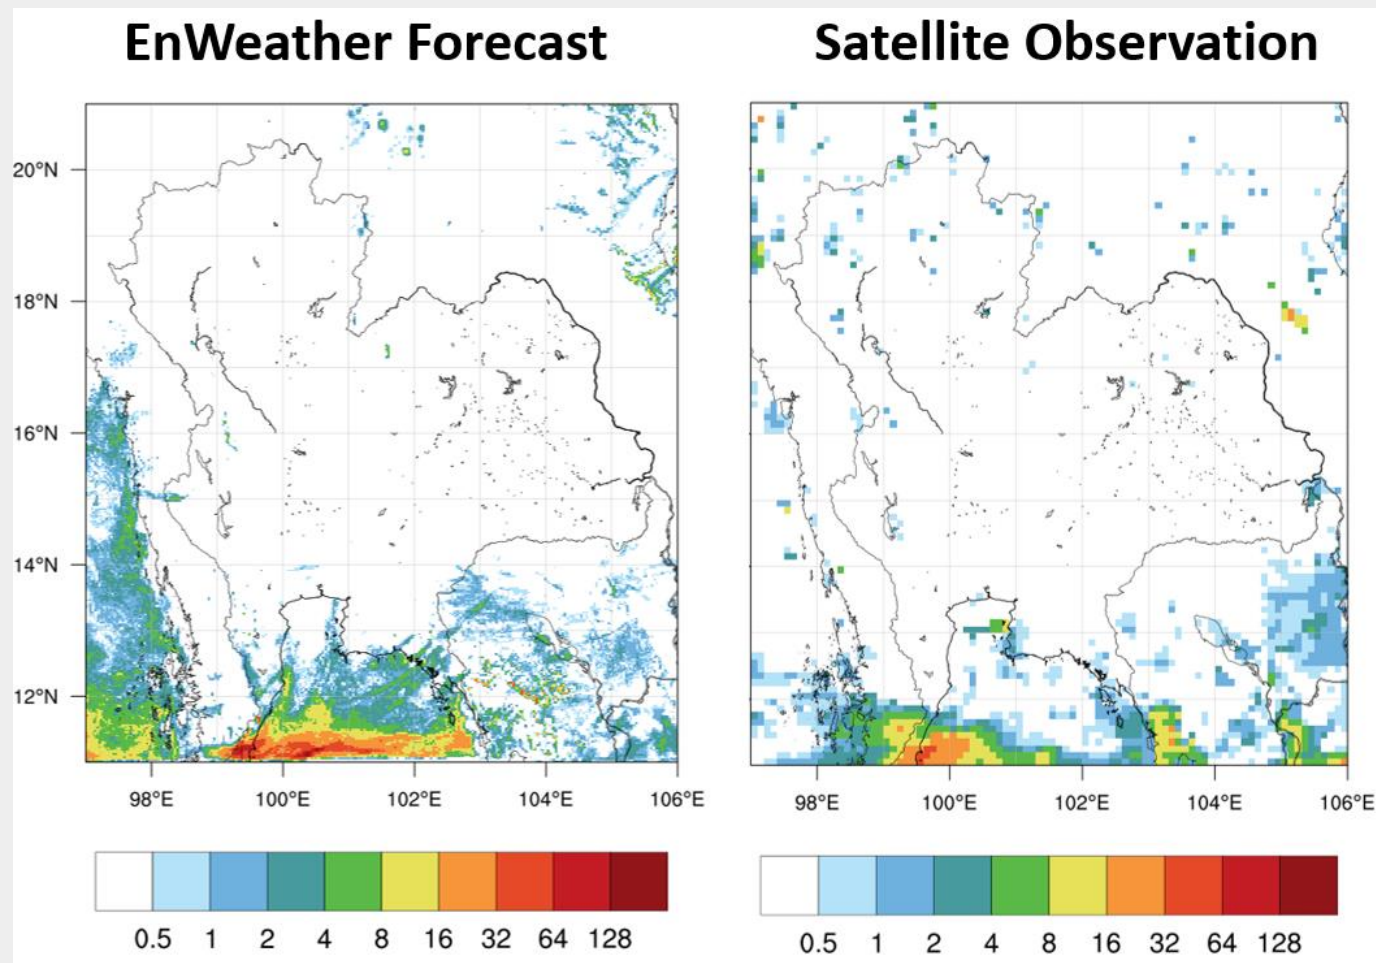 EnWeather Forecast
Satellite Observation
20°N
18°N
16°N
14°N
12°N
98°E 100°E 102°E 104°E 106°E
98°E 100°E 102°E 104°E 106°E
0.5 1 2 4 8 16 32 64 128
0.5 1 2 4 8 16 32 64 128